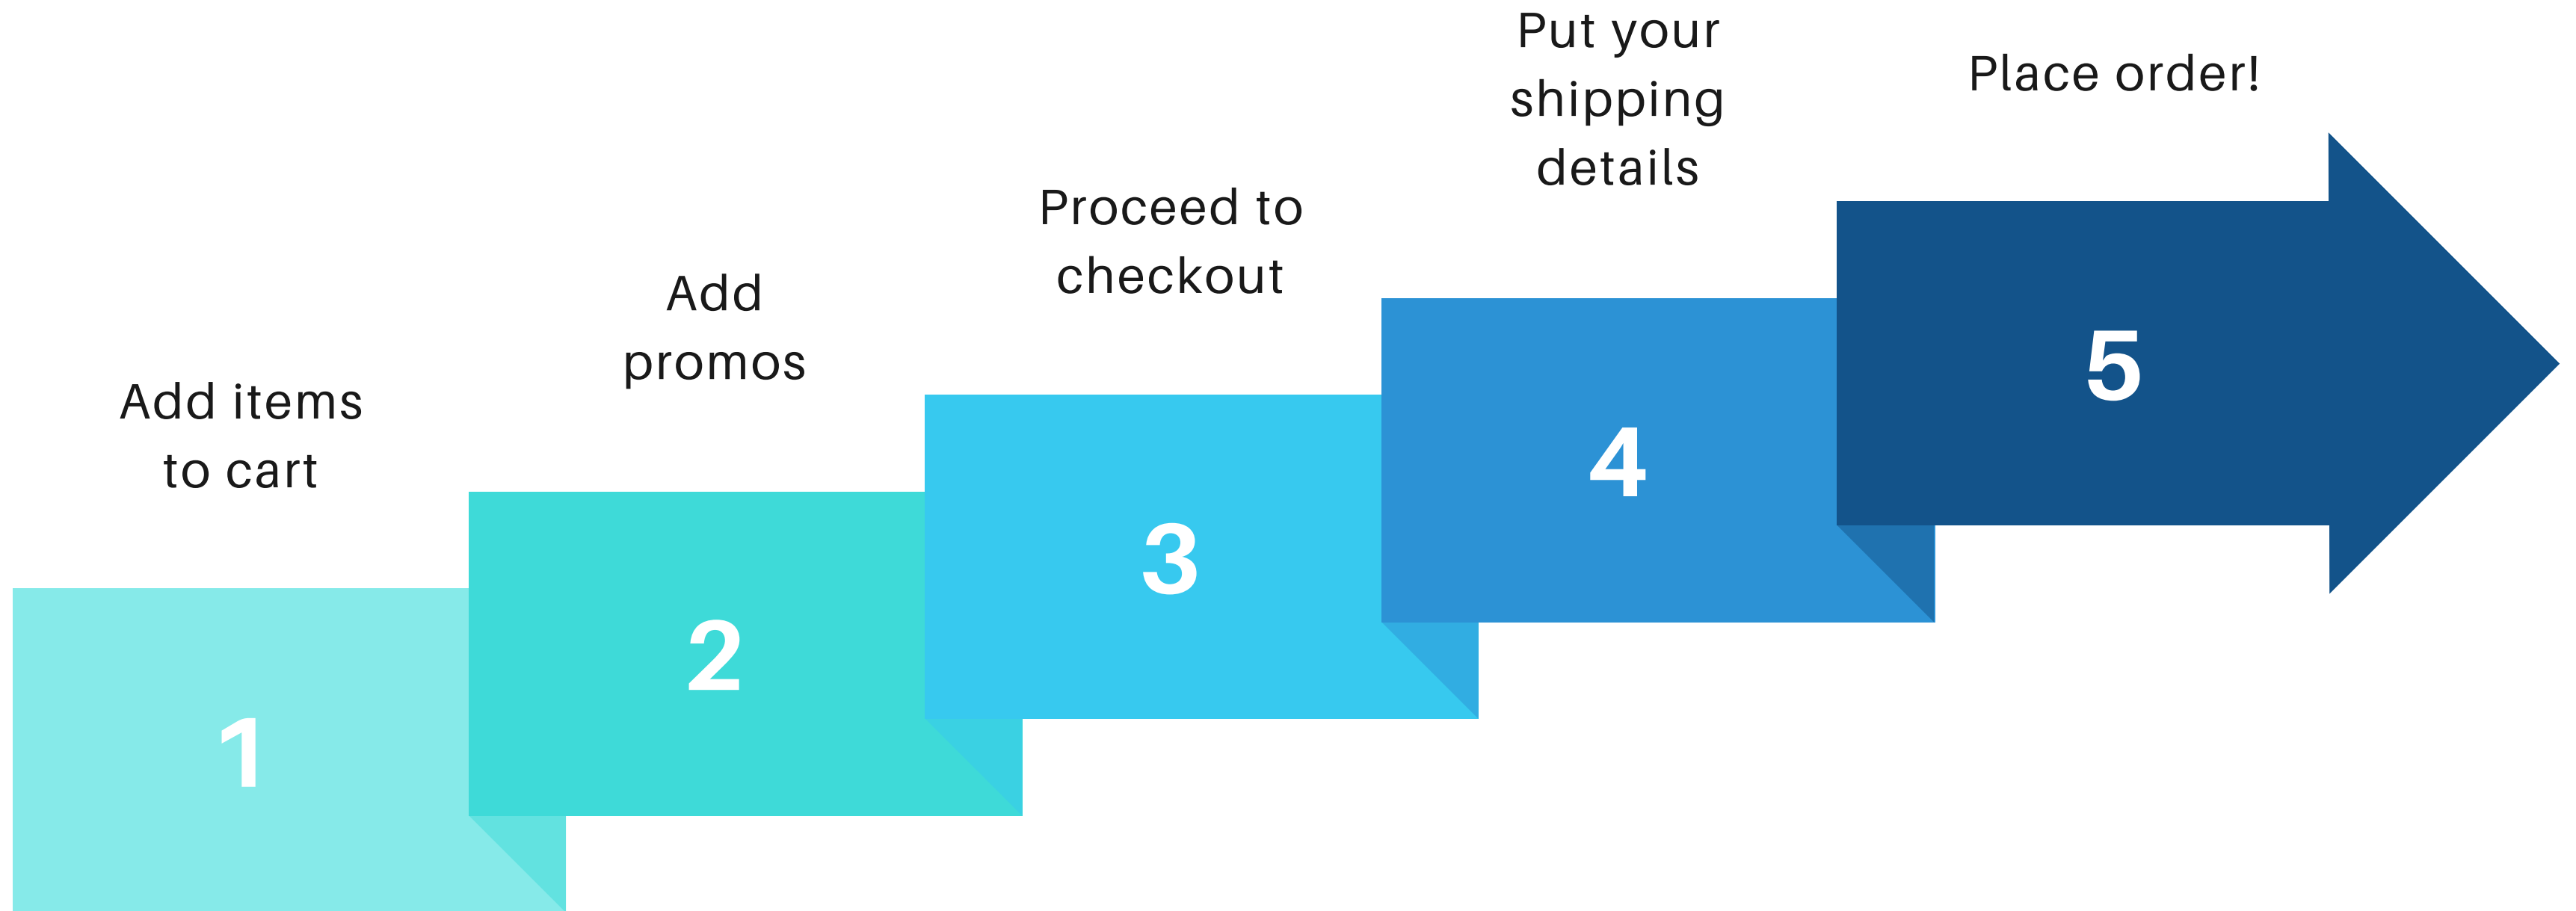 Add items
to cart
1
Add
promos
2
Proceed to
checkout
3
Put your
shipping
details
4
Place order!
5